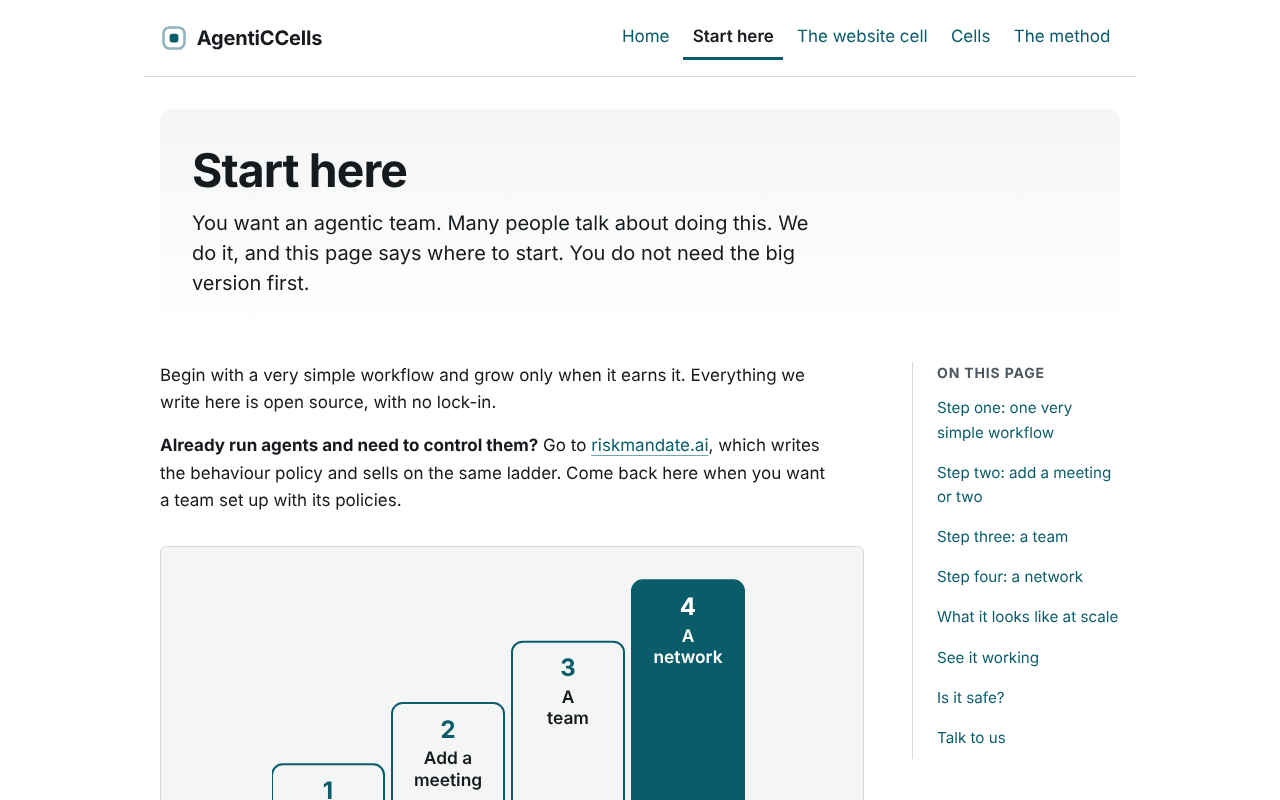 AgentiCCells
Home
Start here
The website cell
Cells
The method
Start here
You want an agentic team. Many people talk about doing this. We
do it, and this page says where to start. You do not need the big
version first.
Begin with a very simple workflow and grow only when it earns it. Everything we
write here is open source, with no lock-in.
Already run agents and need to control them? Go to riskmandate.ai, which writes
the behaviour policy and sells on the same ladder. Come back here when you want
a team set up with its policies.
1
2
Add a
meeting
3
A
team
4
A
network
ON THIS PAGE
Step one: one very
simple workflow
Step two: add a meeting
or two
Step three: a team
Step four: a network
What it looks like at scale
See it working
Is it safe?
Talk to us